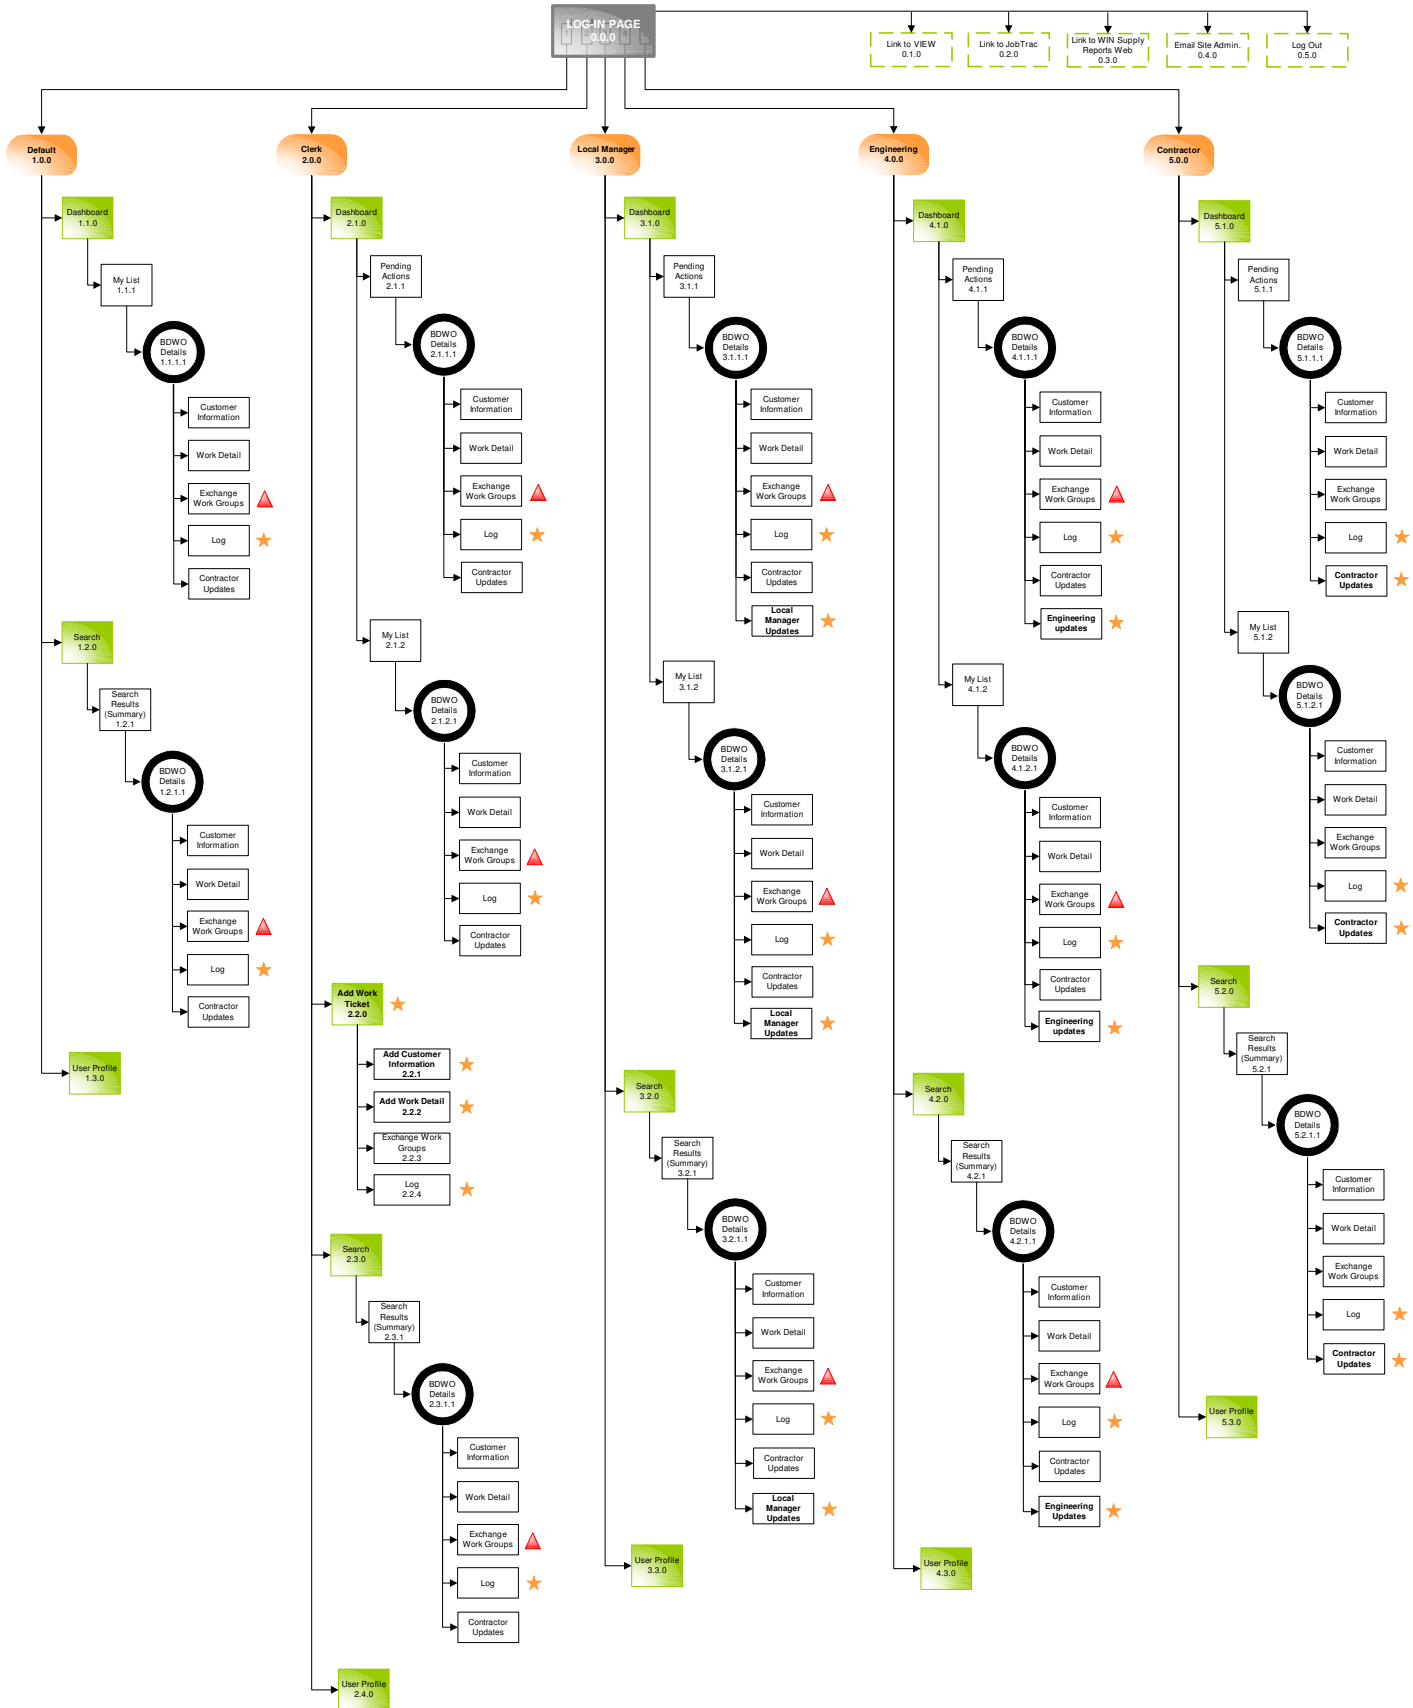 LOG-IN PAGE
0.0.0
1
2
3
4
Link to VIEW
0.1.0
Link to JobTrac
0.2.0
Link to WIN Supply
Reports Web
0.3.0
Email Site Admin.
0.4.0
Log Out
0.5.0
Default
1.0.0
Dashboard
1.1.0
My List
1.1.1
BDWO
Details
1.1.1.1
Customer
Information
Work Detail
Exchange
Work Groups
Log
Contractor
Updates
Search
1.2.0
Search
Results
(Summary)
1.2.1
BDWO
Details
1.2.1.1
Customer
Information
Work Detail
Exchange
Work Groups
Log
Contractor
Updates
User Profile
1.3.0
Clerk
2.0.0
Dashboard
2.1.0
Pending
Actions
2.1.1
BDWO
Details
2.1.1.1
Customer
Information
Work Detail
Exchange
Work Groups
Log
Contractor
Updates
My List
2.1.2
BDWO
Details
2.1.2.1
Customer
Information
Work Detail
Exchange
Work Groups
Log
Contractor
Updates
Add Work
Ticket
2.2.0
Add Customer
Information
2.2.1
Add Work Detail
2.2.2
Exchange Work
Groups
2.2.3
Log
2.2.4
Search
2.3.0
Search
Results
(Summary)
2.3.1
BDWO
Details
2.3.1.1
Customer
Information
Work Detail
Exchange
Work Groups
Log
Contractor
Updates
User Profile
2.4.0
Local Manager
3.0.0
Dashboard
3.1.0
Pending
Actions
3.1.1
BDWO
Details
3.1.1.1
Customer
Information
Work Detail
Exchange
Work Groups
Log
Contractor
Updates
Local
Manager
Updates
My List
3.1.2
BDWO
Details
3.1.2.1
Customer
Information
Work Detail
Exchange
Work Groups
Log
Contractor
Updates
Local
Manager
Updates
Search
3.2.0
Search
Results
(Summary)
3.2.1
BDWO
Details
3.2.1.1
Customer
Information
Work Detail
Exchange
Work Groups
Log
Contractor
Updates
Local
Manager
Updates
User Profile
3.3.0
Engineering
4.0.0
Dashboard
4.1.0
Pending
Actions
4.1.1
BDWO
Details
4.1.1.1
Customer
Information
Work Detail
Exchange
Work Groups
Log
Contractor
Updates
Engineering
updates
My List
4.1.2
BDWO
Details
4.1.2.1
Customer
Information
Work Detail
Exchange
Work Groups
Log
Contractor
Updates
Engineering
updates
Search
4.2.0
Search
Results
(Summary)
4.2.1
BDWO
Details
4.2.1.1
Customer
Information
Work Detail
Exchange
Work Groups
Log
Contractor
Updates
Engineering
Updates
User Profile
4.3.0
Contractor
5.0.0
Dashboard
5.1.0
Pending
Actions
5.1.1
BDWO
Details
5.1.1.1
Customer
Information
Work Detail
Exchange
Work Groups
Log
Contractor
Updates
My List
5.1.2
BDWO
Details
5.1.2.1
Customer
Information
Work Detail
Exchange
Work Groups
Log
Contractor
Updates
Search
5.2.0
Search
Results
(Summary)
5.2.1
BDWO
Details
5.2.1.1
Customer
Information
Work Detail
Exchange
Work Groups
Log
Contractor
Updates
User Profile
5.3.0